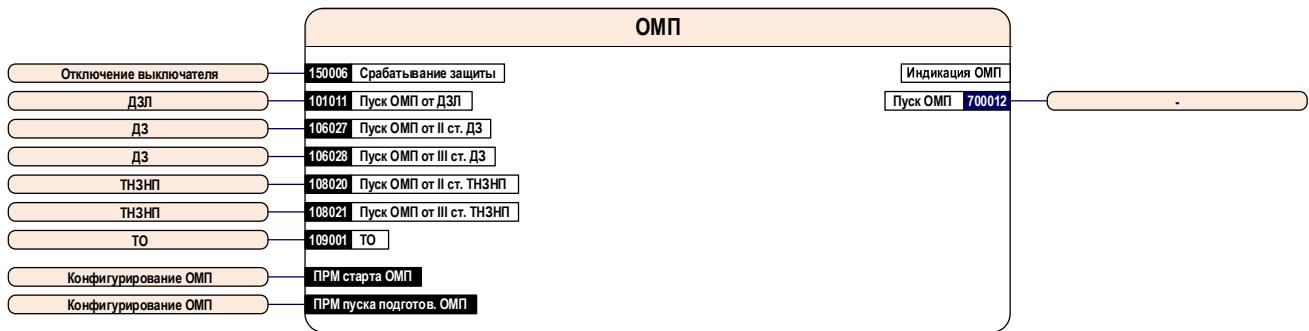 ОМП
Отключение выключателя 150006 Срабатывание защиты Индикация ОМП
ДЗЛ 101011 Пуск ОМП от ДЗЛ Пуск ОМП 700012 -
ДЗ 106027 Пуск ОМП от II ст. ДЗ
ДЗ 106028 Пуск ОМП от III ст. ДЗ
ТНЗНП 108020 Пуск ОМП от II ст. ТНЗНП
ТНЗНП 108021 Пуск ОМП от III ст. ТНЗНП
ТО 109001 ТО
Конфигурирование ОМП ПРМ старта ОМП
Конфигурирование ОМП ПРМ пуска подготов. ОМП